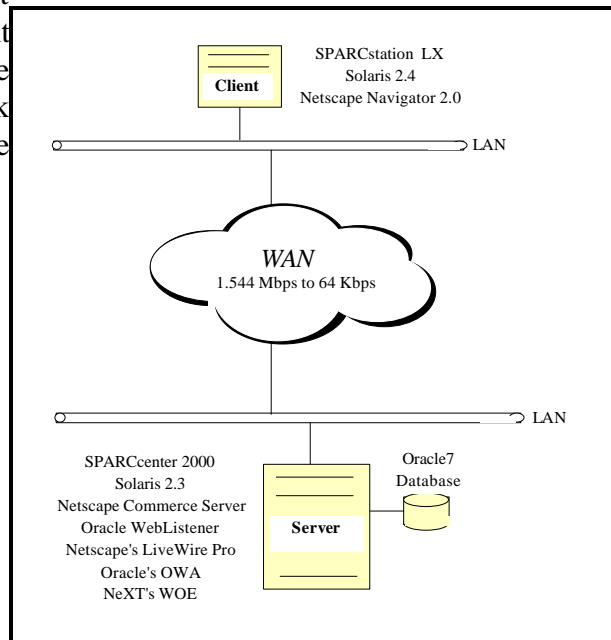 SPARCstation LX
Solaris 2.4
Netscape Navigator 2.0
Client
LAN
WAN
1.544 Mbps to 64 Kbps
LAN
SPARCcenter 2000
Solaris 2.3
Netscape Commerce Server
Oracle WebListener
Netscape's LiveWire Pro
Oracle's OWA
NeXT's WOE
Server
Oracle7
Database